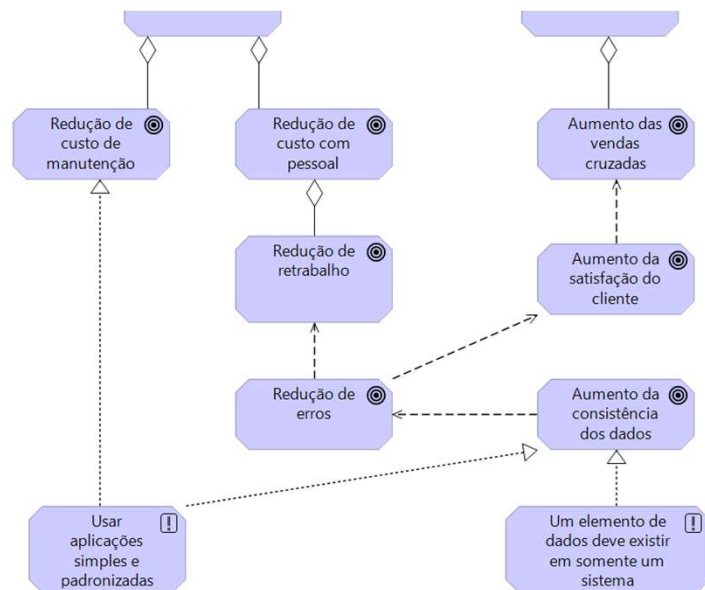 Redução de
custo de
manutenção
Redução de
custo com
pessoal
Aumento das
vendas
cruzadas
Redução de
retrabalho
Aumento da
satisfação do
cliente
Redução de
erros
Aumento da
consistência
dos dados
Usar
aplicações
simples e
padronizadas
Um elemento de
dados deve existir
em somente um
sistema